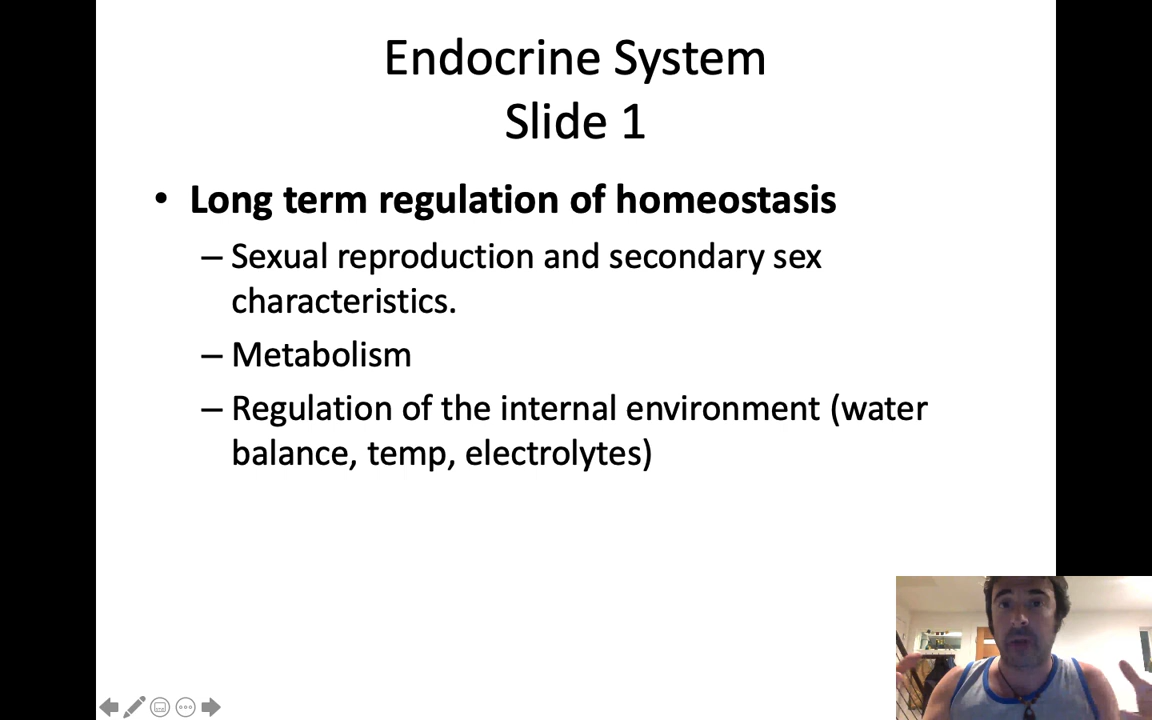 Endocrine System
Slide 1
• Long term regulation of homeostasis
– Sexual reproduction and secondary sex
characteristics.
– Metabolism
– Regulation of the internal environment (water
balance, temp, electrolytes)